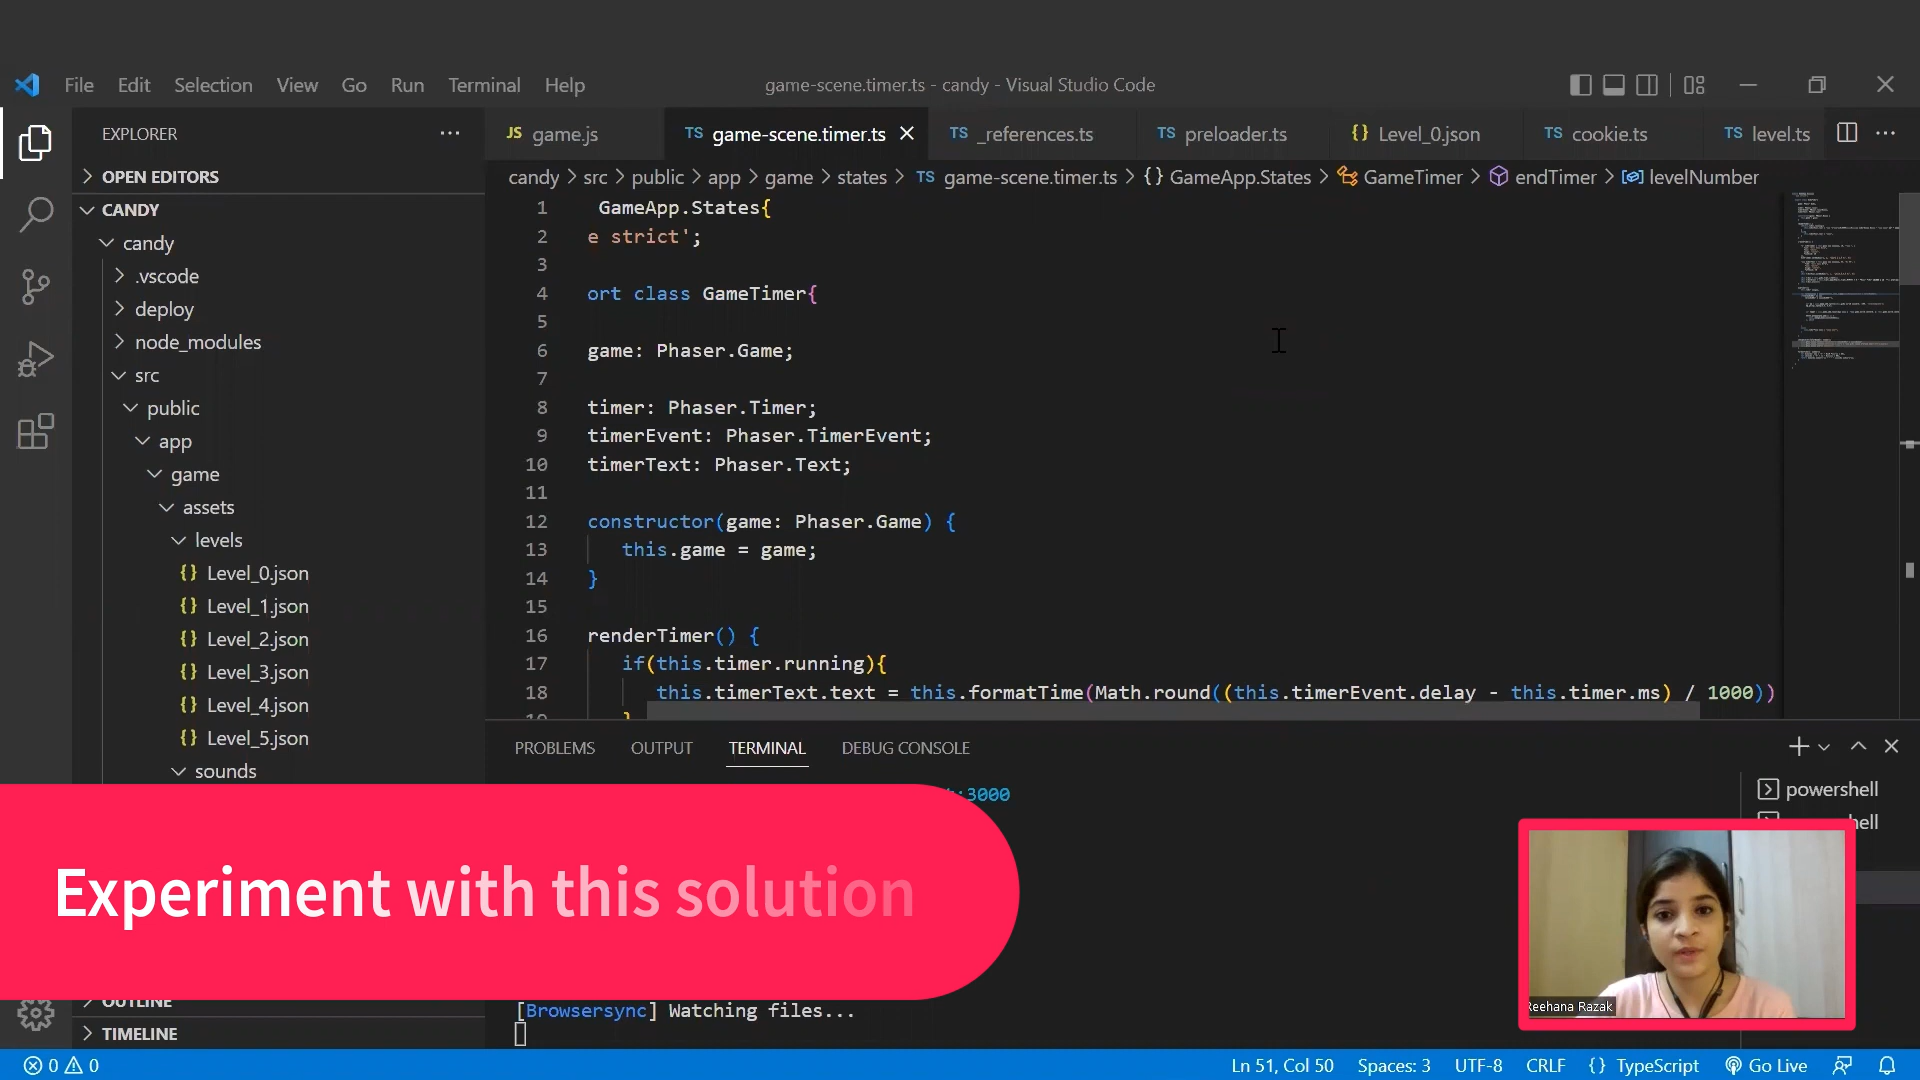 File Edit Selection View Go Run Terminal Help
game-scene.timer.ts - candy - Visual Studio Code
EXPLORER
OPEN EDITORS
CANDY
candy
.vscode
deploy
node_modules
src
public
app
game
assets
levels
{} Level_0.json
{} Level_1.json
{} Level_2.json
{} Level_3.json
{} Level_4.json
{} Level_5.json
sounds
OUTLINE
TIMELINE
JS game.js TS game-scene.timer.ts TS _references.ts TS preloader.ts {} Level_0.json TS cookie.ts TS level.ts
candy > src > public > app > game > states > TS game-scene.timer.ts > {} GameApp.States > GameTimer > endTimer > levelNumber
1 GameApp.States{
2 e strict';
3
4 ort class GameTimer{
5
6 game: Phaser.Game;
7
8 timer: Phaser.Timer;
9 timerEvent: Phaser.TimerEvent;
10 timerText: Phaser.Text;
11
12 constructor(game: Phaser.Game) {
13 this.game = game;
14 }
15
16 renderTimer() {
17 if(this.timer.running){
18 this.timerText.text = this.formatTime(Math.round((this.timerEvent.delay - this.timer.ms) / 1000))
19 }
PROBLEMS OUTPUT TERMINAL DEBUG CONSOLE
:3000
powershell
hell
Experiment with this solution
[Browsersync] Watching files...
Reehana Razak
0 0
Ln 51, Col 50 Spaces: 3 UTF-8 CRLF {} TypeScript Go Live